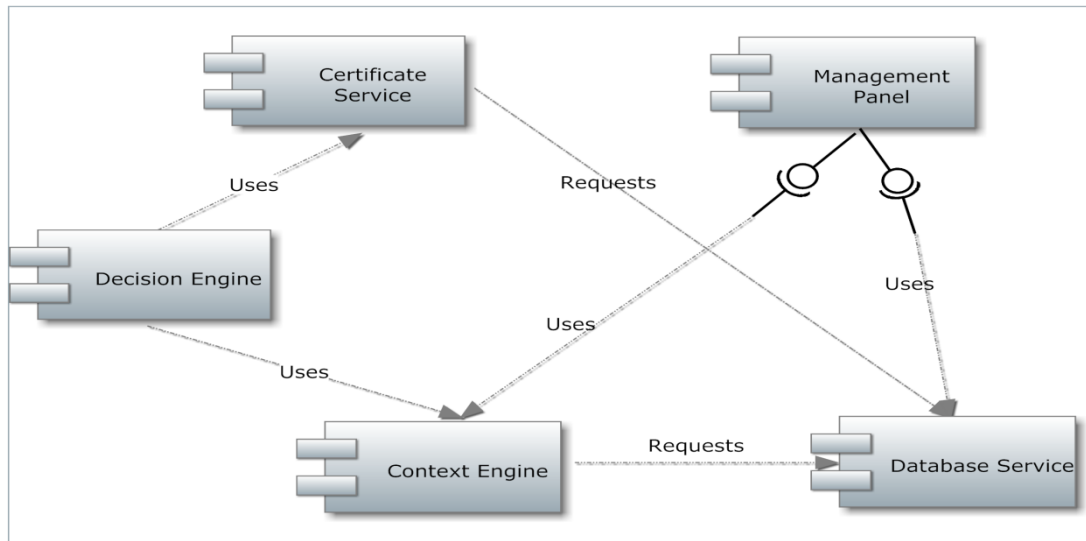 Certificate
Service
Management
Panel
Uses
Requests
Decision Engine
Uses
Uses
Uses
Context Engine
Requests
Database Service